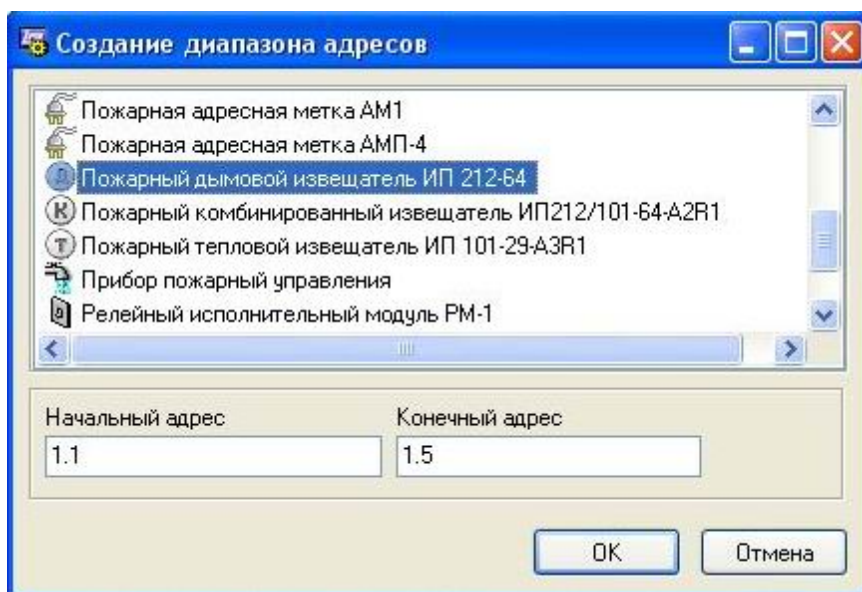 Создание диапазона адресов
Пожарная адресная метка АМ1
Пожарная адресная метка АМП-4
Пожарный дымовой извещатель ИП 212-64
К Пожарный комбинированный извещатель ИП212/101-64-А2R1
Т Пожарный тепловой извещатель ИП 101-29-А3R1
Прибор пожарный управления
Релейный исполнительный модуль РМ-1
Начальный адрес Конечный адрес
1.1 1.5
OK Отмена